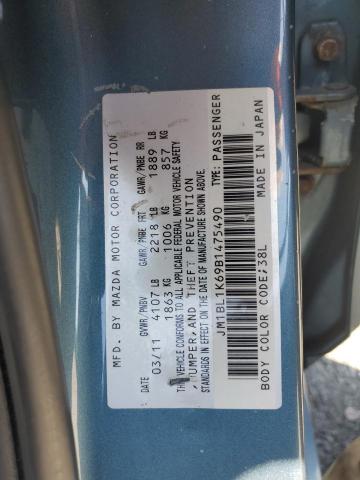 MFD. BY MAZDA MOTOR CORPORATION
DATE GVWR/PNBV GAWR/PNBE FRT GAWR/PNBE RR
03/11 4107 LB 2218 LB 1889 LB
1863 KG 1006 KG 857 KG
THIS VEHICLE CONFORMS TO ALL APPLICABLE FEDERAL MOTOR VEHICLE SAFETY
,BUMPER,AND THEFT PREVENTION
STANDARDS IN EFFECT ON THE DATE OF MANUFACTURE SHOWN ABOVE.
JM1BL1K69B1475490 TYPE: PASSENGER
BODY COLOR CODE;38L MADE IN JAPAN